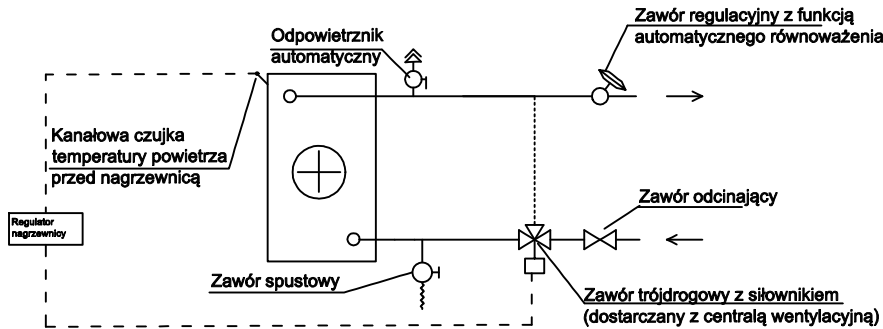 Odpowietrznik
automatyczny
Zawór regulacyjny z funkcją
automatycznego równoważenia
Kanałowa czujka
temperatury powietrza
przed nagrzewnicą
Zawór odcinający
Regulator
nagrzewnicy
Zawór spustowy
Zawór trójdrogowy z siłownikiem
(dostarczany z centralą wentylacyjną)